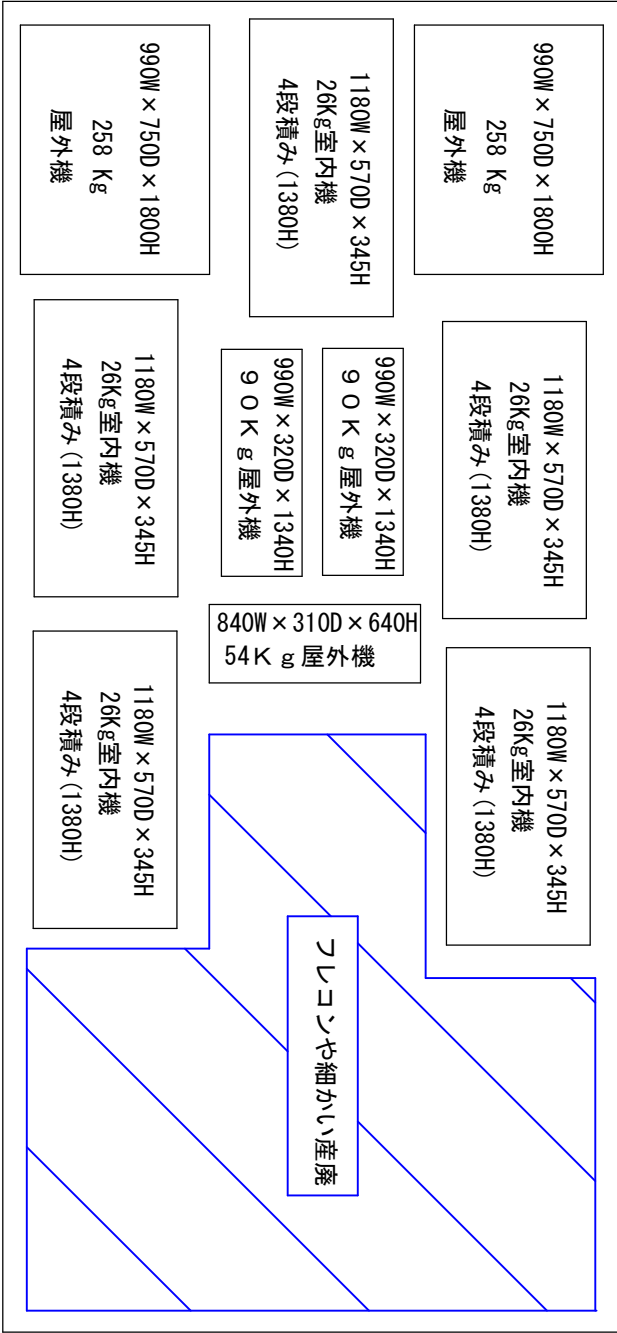 990W×750D×1800H
258 Kg
屋外機
1180W×570D×345H
26Kg室内機
4段積み(1380H)
990W×750D×1800H
258 Kg
屋外機
1180W×570D×345H
26Kg室内機
4段積み(1380H)
990W×320D×1340H
９０Ｋｇ屋外機
990W×320D×1340H
９０Ｋｇ屋外機
1180W×570D×345H
26Kg室内機
4段積み(1380H)
840W×310D×640H
54Ｋｇ屋外機
1180W×570D×345H
26Kg室内機
4段積み(1380H)
1180W×570D×345H
26Kg室内機
4段積み(1380H)
フレコンや細かい産廃